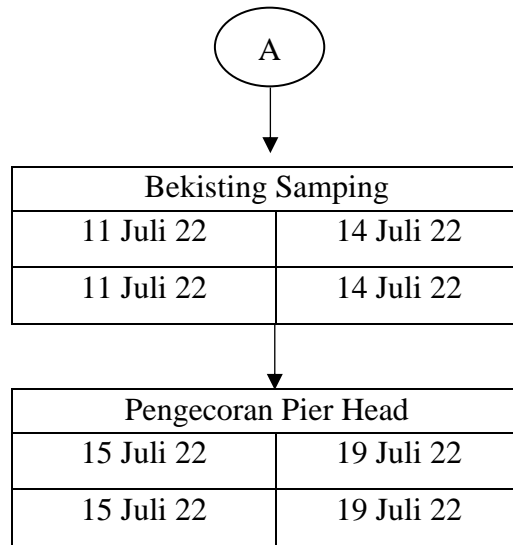 A
Bekisting Samping
11 Juli 22 14 Juli 22
11 Juli 22 14 Juli 22
Pengecoran Pier Head
15 Juli 22 19 Juli 22
15 Juli 22 19 Juli 22